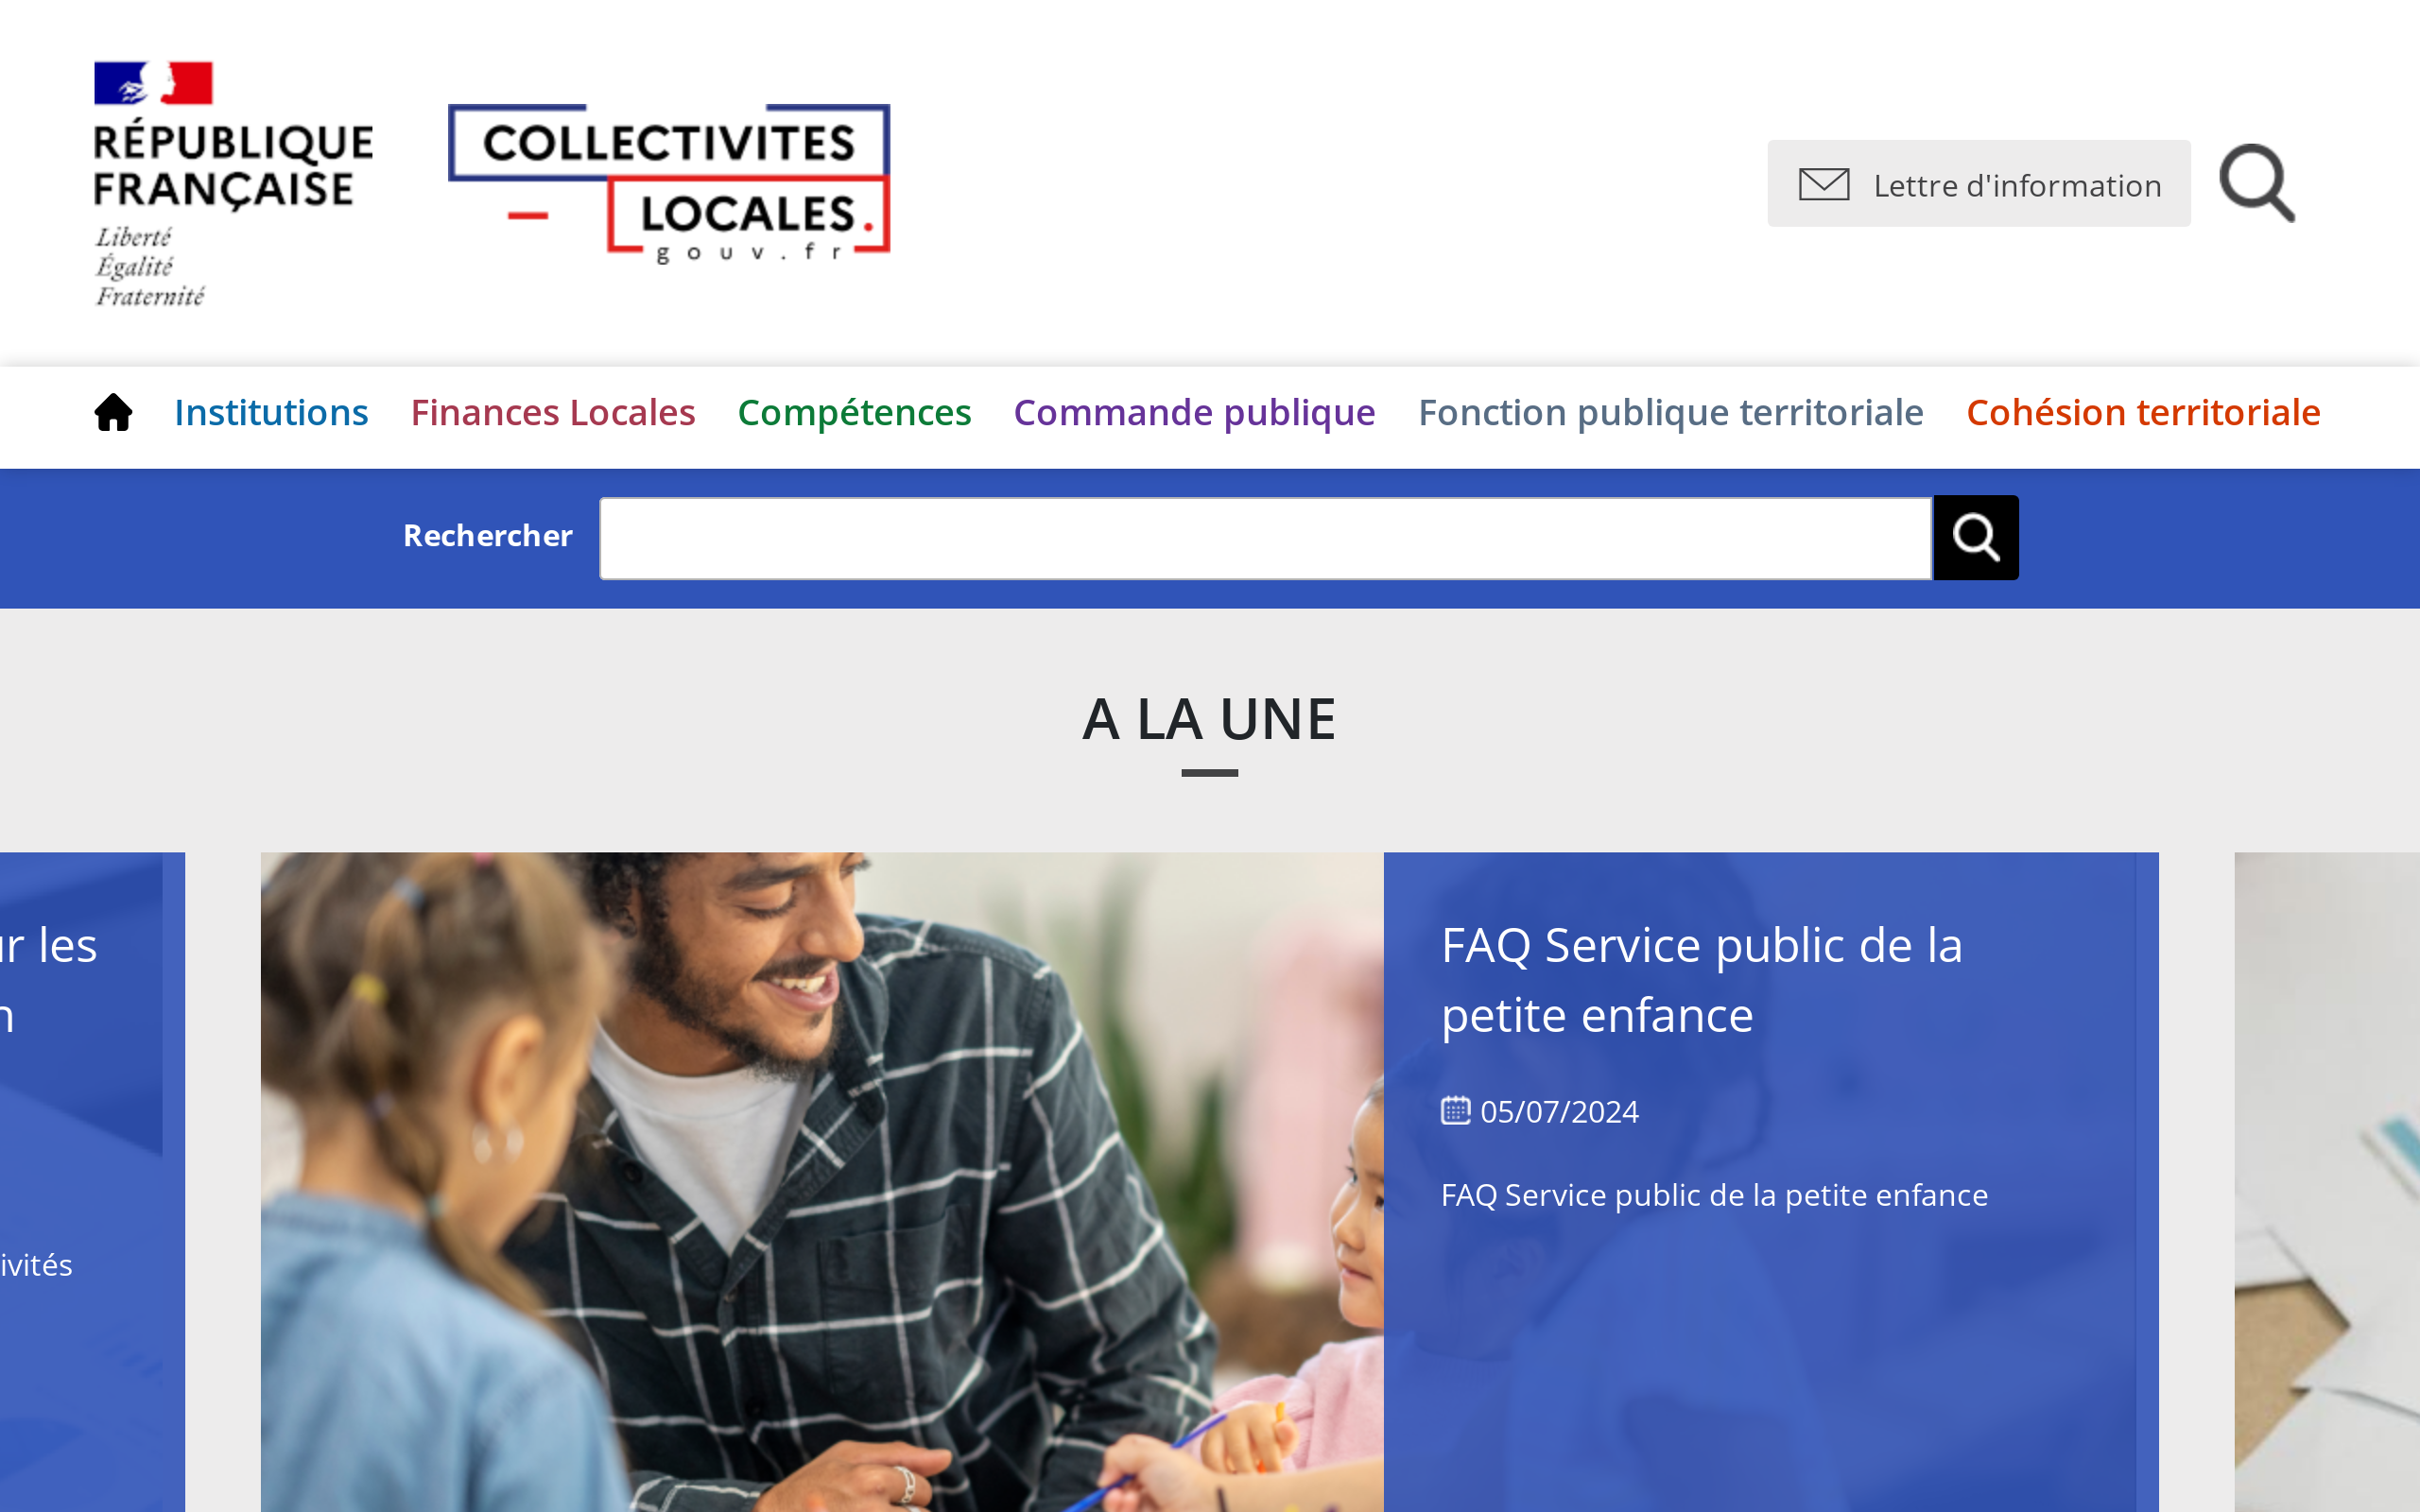 RÉPUBLIQUE
FRANÇAISE
Liberté
Égalité
Fraternité
COLLECTIVITES
LOCALES.
gouv.fr
Lettre d'information
Institutions Finances Locales Compétences Commande publique Fonction publique territoriale Cohésion territoriale
Rechercher
A LA UNE
les
FAQ Service public de la
petite enfance
05/07/2024
FAQ Service public de la petite enfance